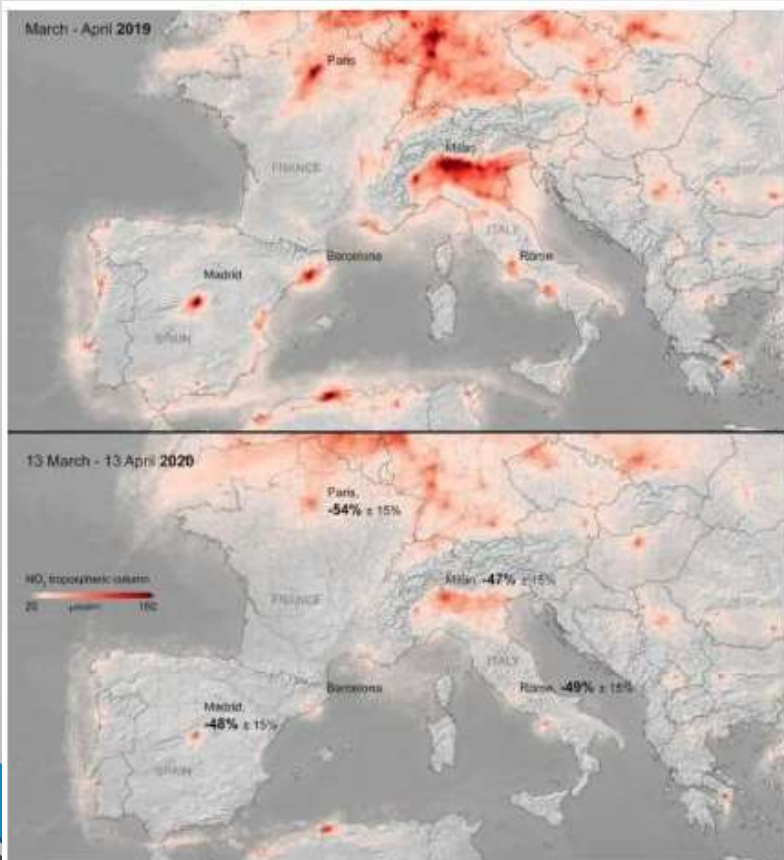 March - April 2019
Paris
FRANCE
Milan
ITALY
Rome
Barcelona
Madrid
SPAIN
13 March - 13 April 2020
Paris,
-54% ± 15%
NO₂ tropospheric column
20 160
FRANCE
Milan, -47% ± 15%
ITALY
Rome, -49% ± 15%
Barcelona
Madrid,
-48% ± 15%
SPAIN